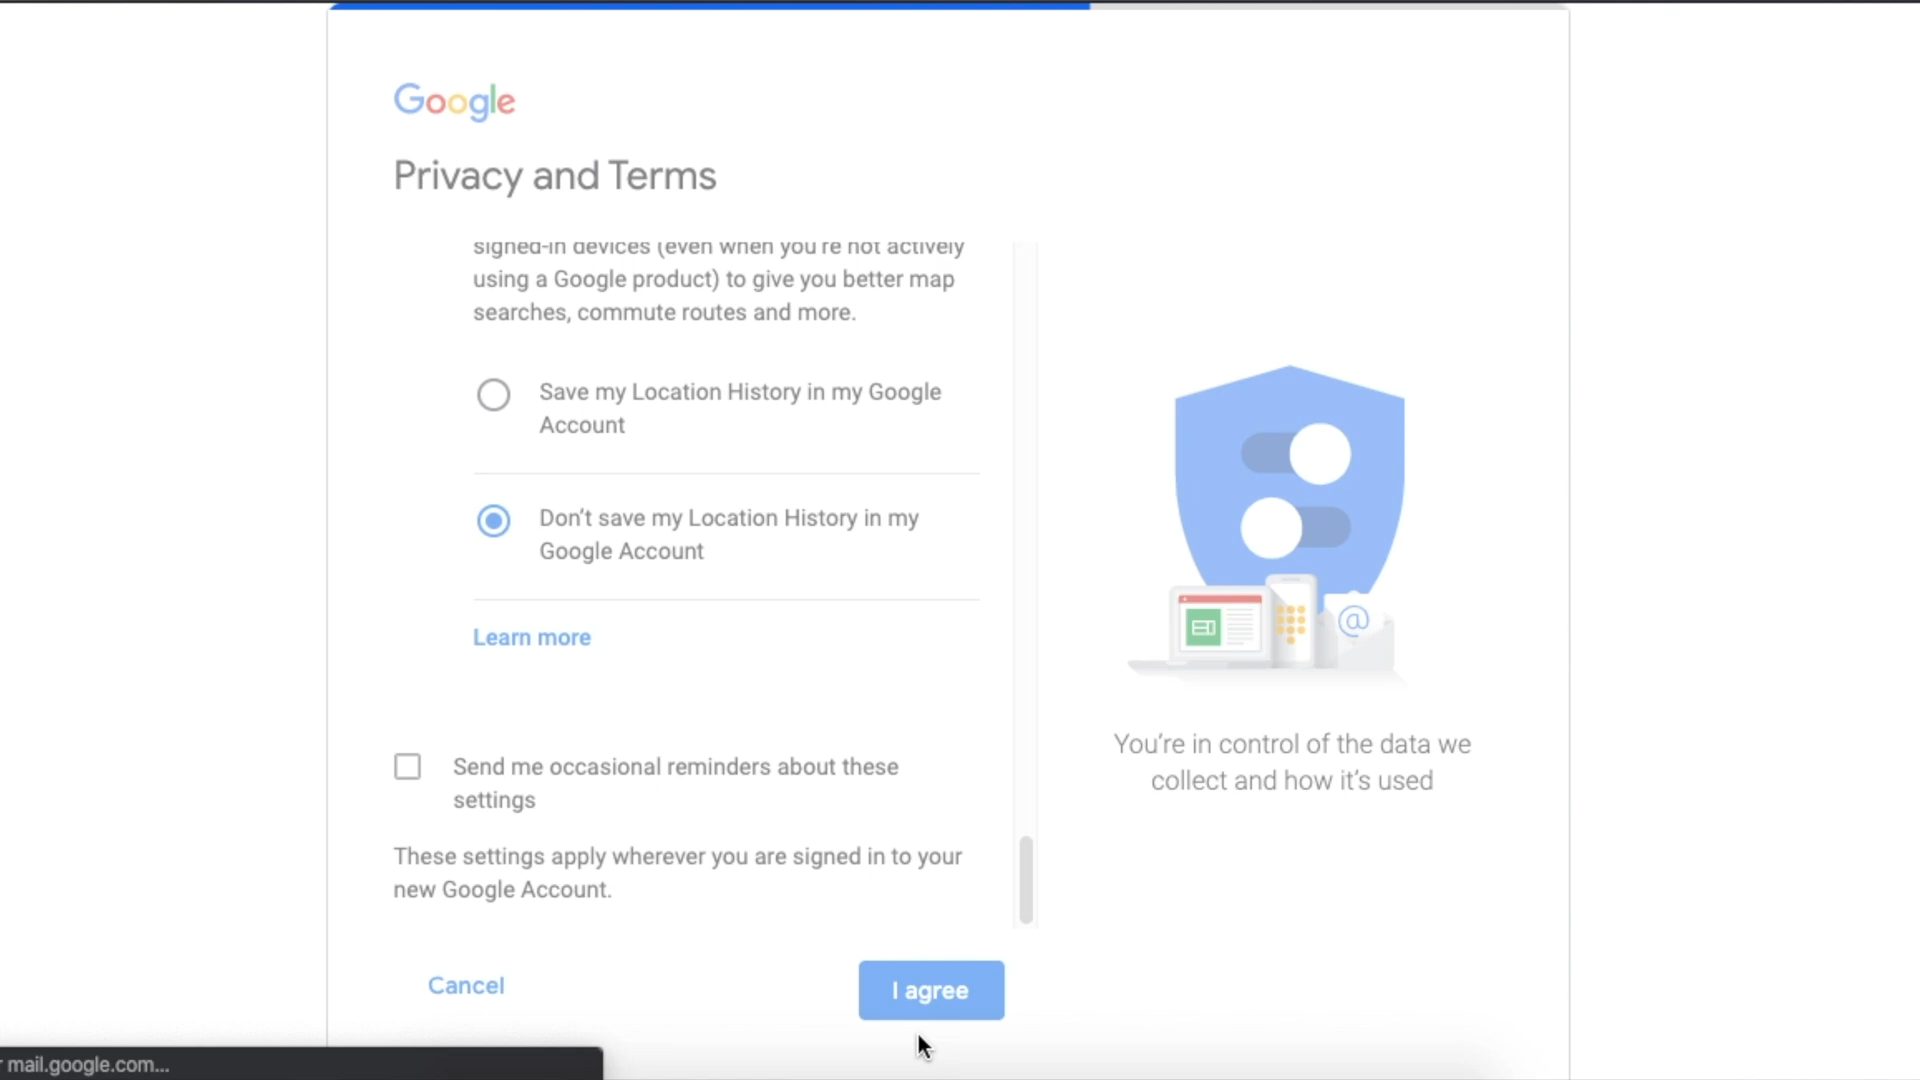 Google
Privacy and Terms
signed-in devices (even when you're not actively
using a Google product) to give you better map
searches, commute routes and more.
Save my Location History in my Google
Account
Don't save my Location History in my
Google Account
Learn more
Send me occasional reminders about these
settings
These settings apply wherever you are signed in to your
new Google Account.
Cancel
I agree
@
You're in control of the data we
collect and how it's used
mail.google.com...